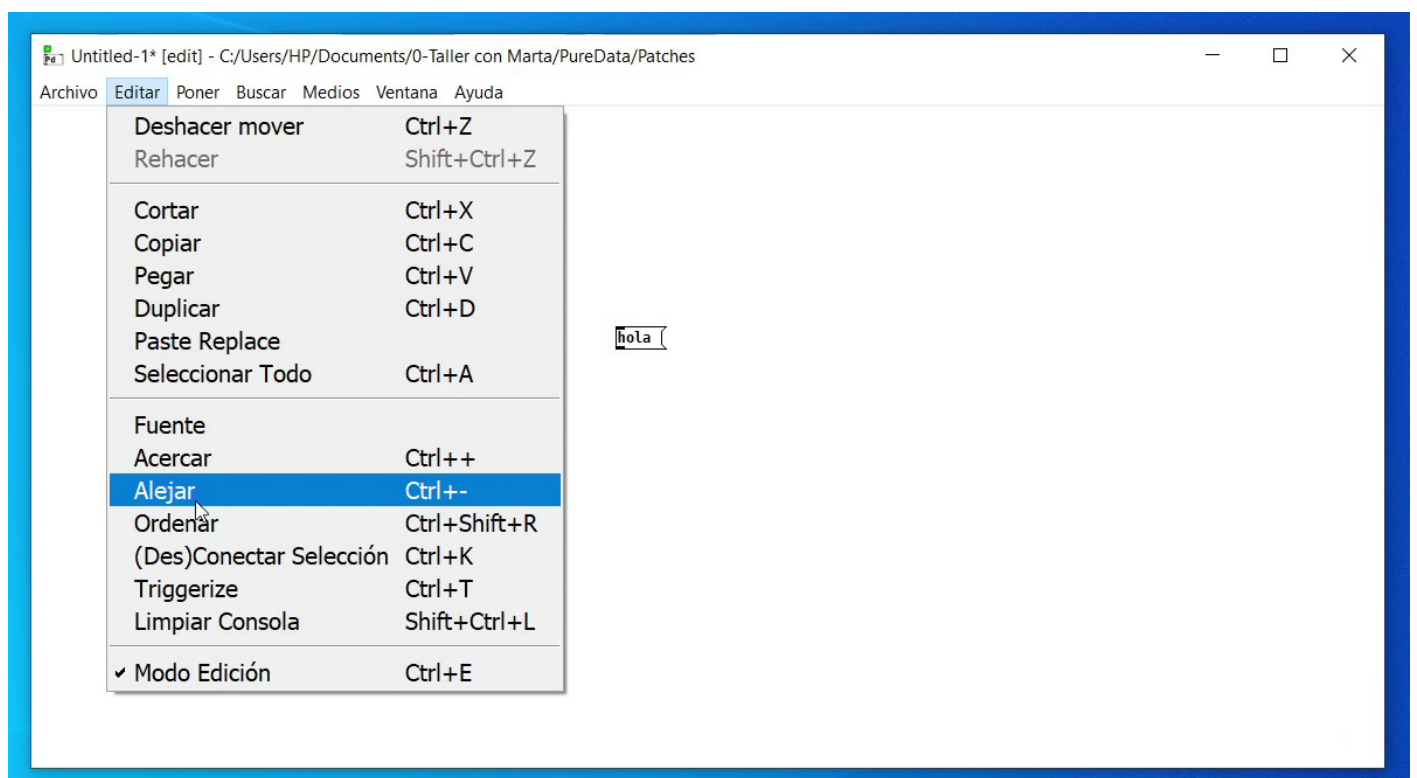 Untitled-1* [edit] - C:/Users/HP/Documents/0-Taller con Marta/PureData/Patches
Archivo Editar Poner Buscar Medios Ventana Ayuda
Deshacer mover Ctrl+Z
Rehacer Shift+Ctrl+Z
Cortar Ctrl+X
Copiar Ctrl+C
Pegar Ctrl+V
Duplicar Ctrl+D
Paste Replace
Seleccionar Todo Ctrl+A
Fuente
Acercar Ctrl++
Alejar Ctrl+-
Ordenar Ctrl+Shift+R
(Des)Conectar Selección Ctrl+K
Triggerize Ctrl+T
Limpiar Consola Shift+Ctrl+L
Modo Edición Ctrl+E
hola